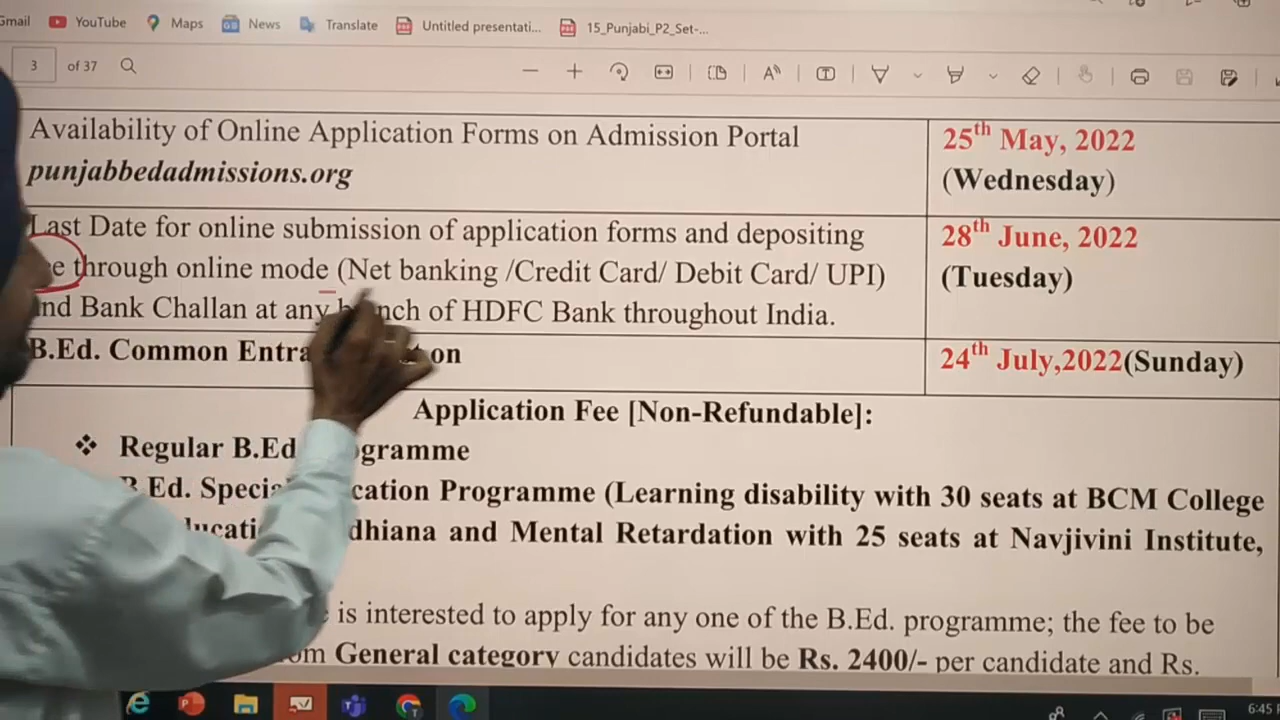 Gmail YouTube Maps News Translate Untitled presentati... 15_Punjabi_P2_Set-...
3 of 37
Availability of Online Application Forms on Admission Portal
punjabbedadmissions.org
25th May, 2022
(Wednesday)
Last Date for online submission of application forms and depositing
through online mode (Net banking /Credit Card/ Debit Card/ UPI)
and Bank Challan at any branch of HDFC Bank throughout India.
28th June, 2022
(Tuesday)
B.Ed. Common on
24th July,2022(Sunday)
Application Fee [Non-Refundable]:
❖ Regular B.Ed
B.Ed. cation Programme (Learning disability with 30 seats at BCM College
dhiana and Mental Retardation with 25 seats at Navjivini Institute,
is interested to apply for any one of the B.Ed. programme; the fee to be
General category candidates will be Rs. 2400/- per candidate and Rs.
6:45